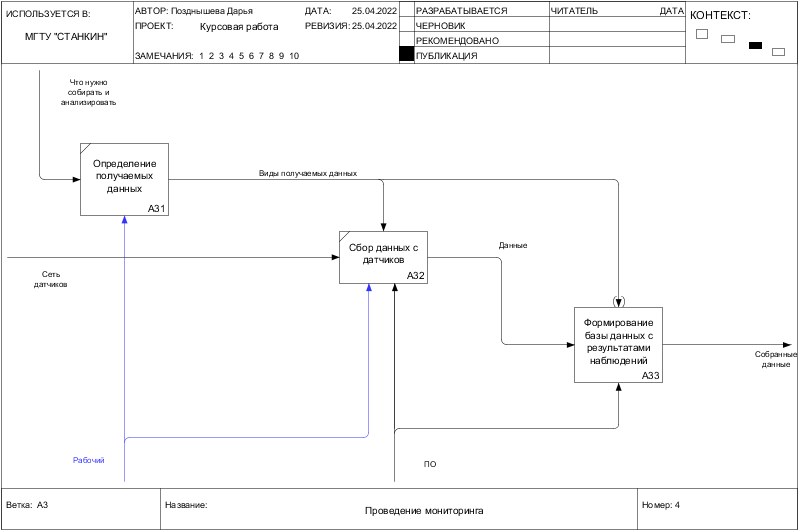 ИСПОЛЬЗУЕТСЯ В:
МГТУ "СТАНКИН"
АВТОР: Позднышева Дарья
ДАТА: 25.04.2022
ПРОЕКТ: Курсовая работа
РЕВИЗИЯ: 25.04.2022
ЗАМЕЧАНИЯ: 1 2 3 4 5 6 7 8 9 10
РАЗРАБАТЫВАЕТСЯ
ЧЕРНОВИК
РЕКОМЕНДОВАНО
ПУБЛИКАЦИЯ
ЧИТАТЕЛЬ
ДАТА
КОНТЕКСТ:
Что нужно
собирать и
анализировать
Определение
получаемых
данных
A31
Виды получаемых данных
Сбор данных с
датчиков
A32
Данные
Сеть
датчиков
Формирование
базы данных с
результатами
наблюдений
A33
Собранные
данные
Рабочий
ПО
Ветка: A3
Название:
Проведение мониторинга
Номер: 4